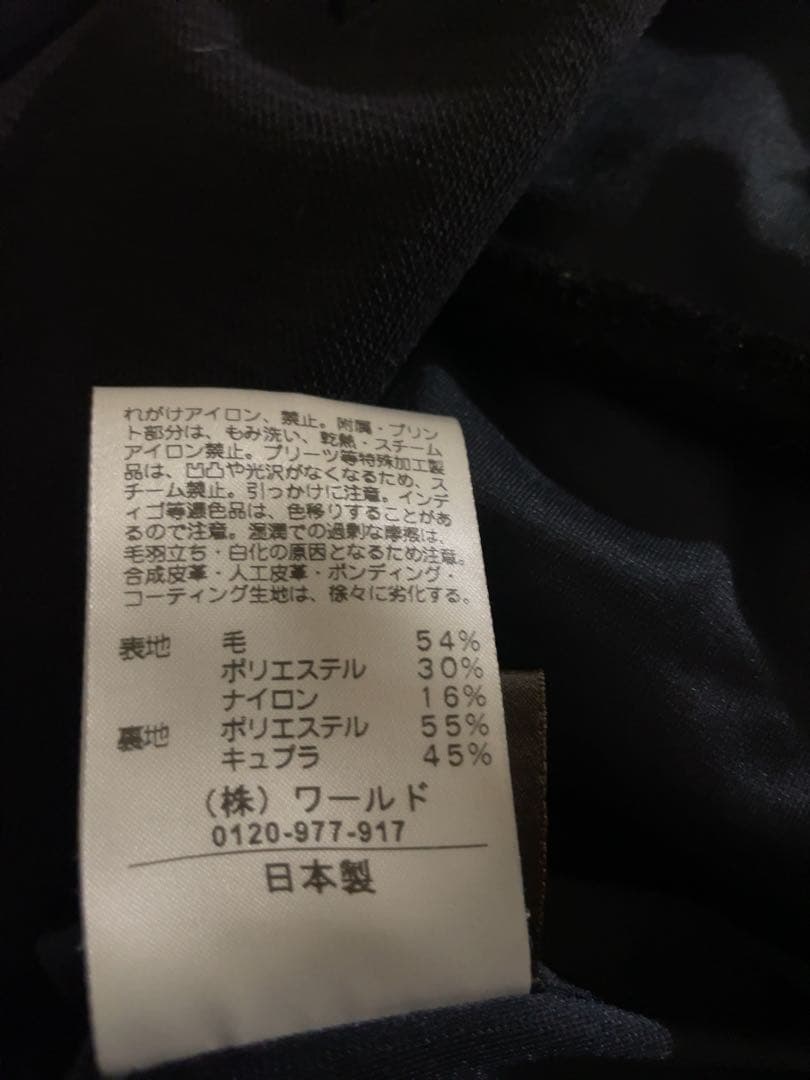 れがけアイロン、禁止。附属・プリン
ト部分は、もみ洗い、乾熱・スチーム
アイロン禁止。プリーツ等特殊加工製
品は、凹凸や光沢がなくなるため、ス
チーム禁止。引っかけに注意。インデ
ィゴ等濃色品は、色移りすることがあ
るので注意。湿潤での過剰な摩擦は、
毛羽立ち・白化の原因となるため注意。
合成皮革・人工皮革・ボンディング・
コーティング生地は、徐々に劣化する。
表地 毛 54%
ポリエステル 30%
ナイロン 16%
裏地 ポリエステル 55%
キュプラ 45%
(株)ワールド
0120-977-917
日本製